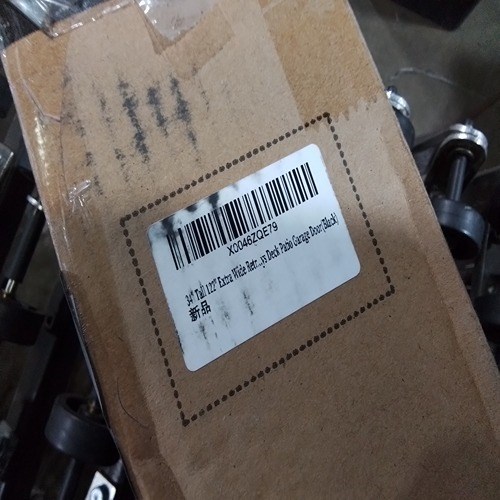 X0046ZQE79
34" Tall 122" Extra Wide Retr...ys Deck Patio Garage Door(Black)
新品